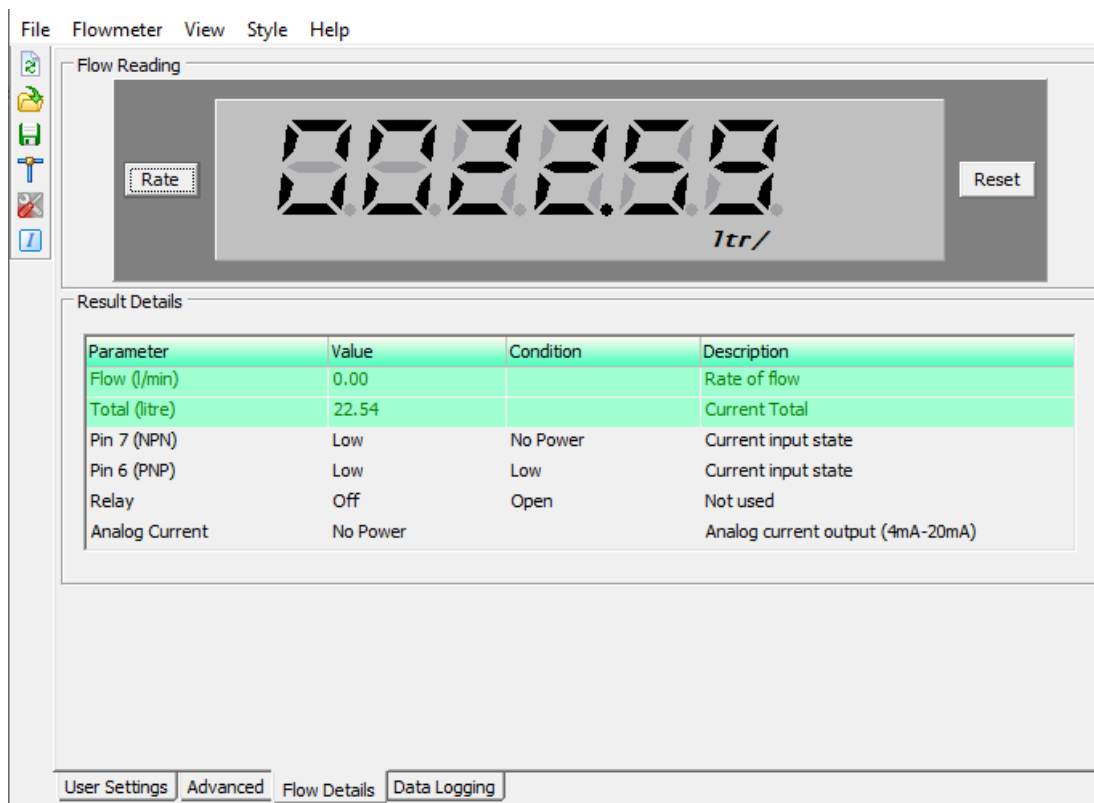 File Flowmeter View Style Help
Flow Reading
Rate 0022.59 Reset
ltr/
Result Details
Parameter Value Condition Description
Flow (l/min) 0.00 Rate of flow
Total (litre) 22.54 Current Total
Pin 7 (NPN) Low No Power Current input state
Pin 6 (PNP) Low Low Current input state
Relay Off Open Not used
Analog Current No Power Analog current output (4mA-20mA)
User Settings Advanced Flow Details Data Logging